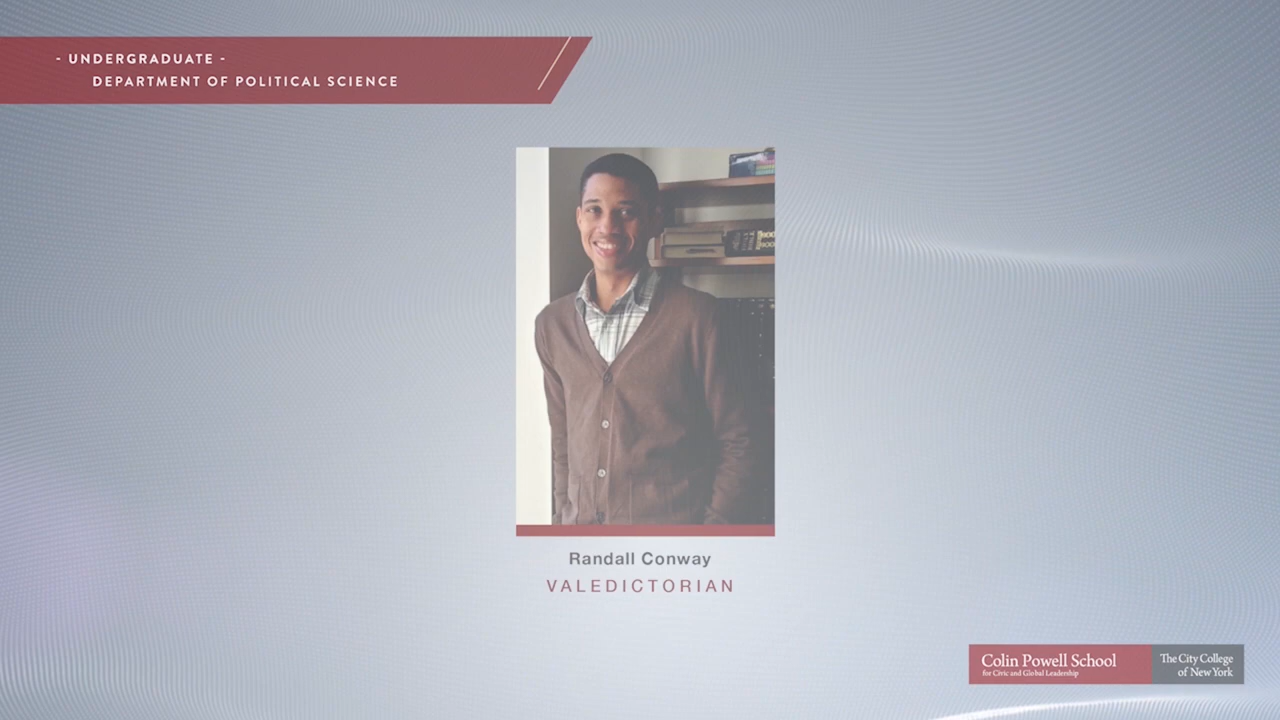 - UNDERGRADUATE -
DEPARTMENT OF POLITICAL SCIENCE
Randall Conway
VALEDICTORIAN
Colin Powell School
for Civic and Global Leadership
The City College
of New York